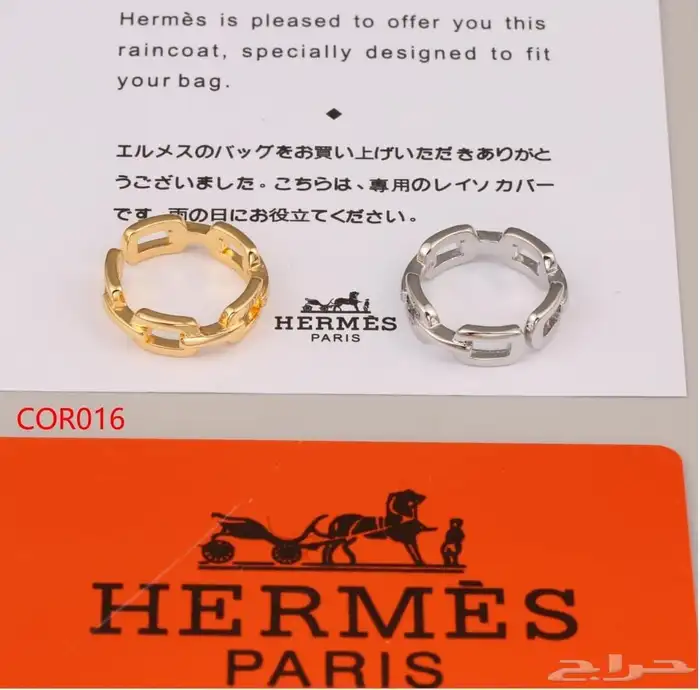 Hermès is pleased to offer you this
raincoat, specially designed to fit
your bag.
エルメスのバッグをお買い上げいただきありがと
うございました。こちらは、専用のレイソカバー
です。雨の日にお役立てください。
HERMÈS
PARIS
COR016
HERMÈS
PARIS
حراج